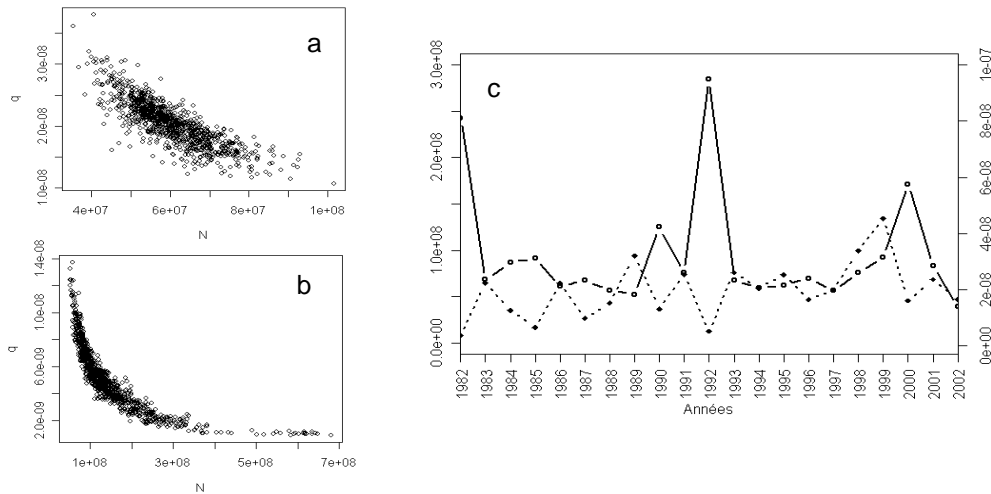 a
3.0e-08
2.0e-08
1.0e-08
q
4e+07 6e+07 8e+07 1e+08
N
b
14e-08
1.0e-08
6.0e-09
2.0e-09
q
1e+08 3e+08 5e+08 7e+08
N
c
3.0e+08
2.0e+08
1.0e+08
0.0e+00
1e-07
8e-08
6e-08
4e-08
2e-08
0e+00
1982 1983 1984 1985 1986 1987 1988 1989 1990 1991 1992 1993 1994 1995 1996 1997 1998 1999 2000 2001 2002
Années